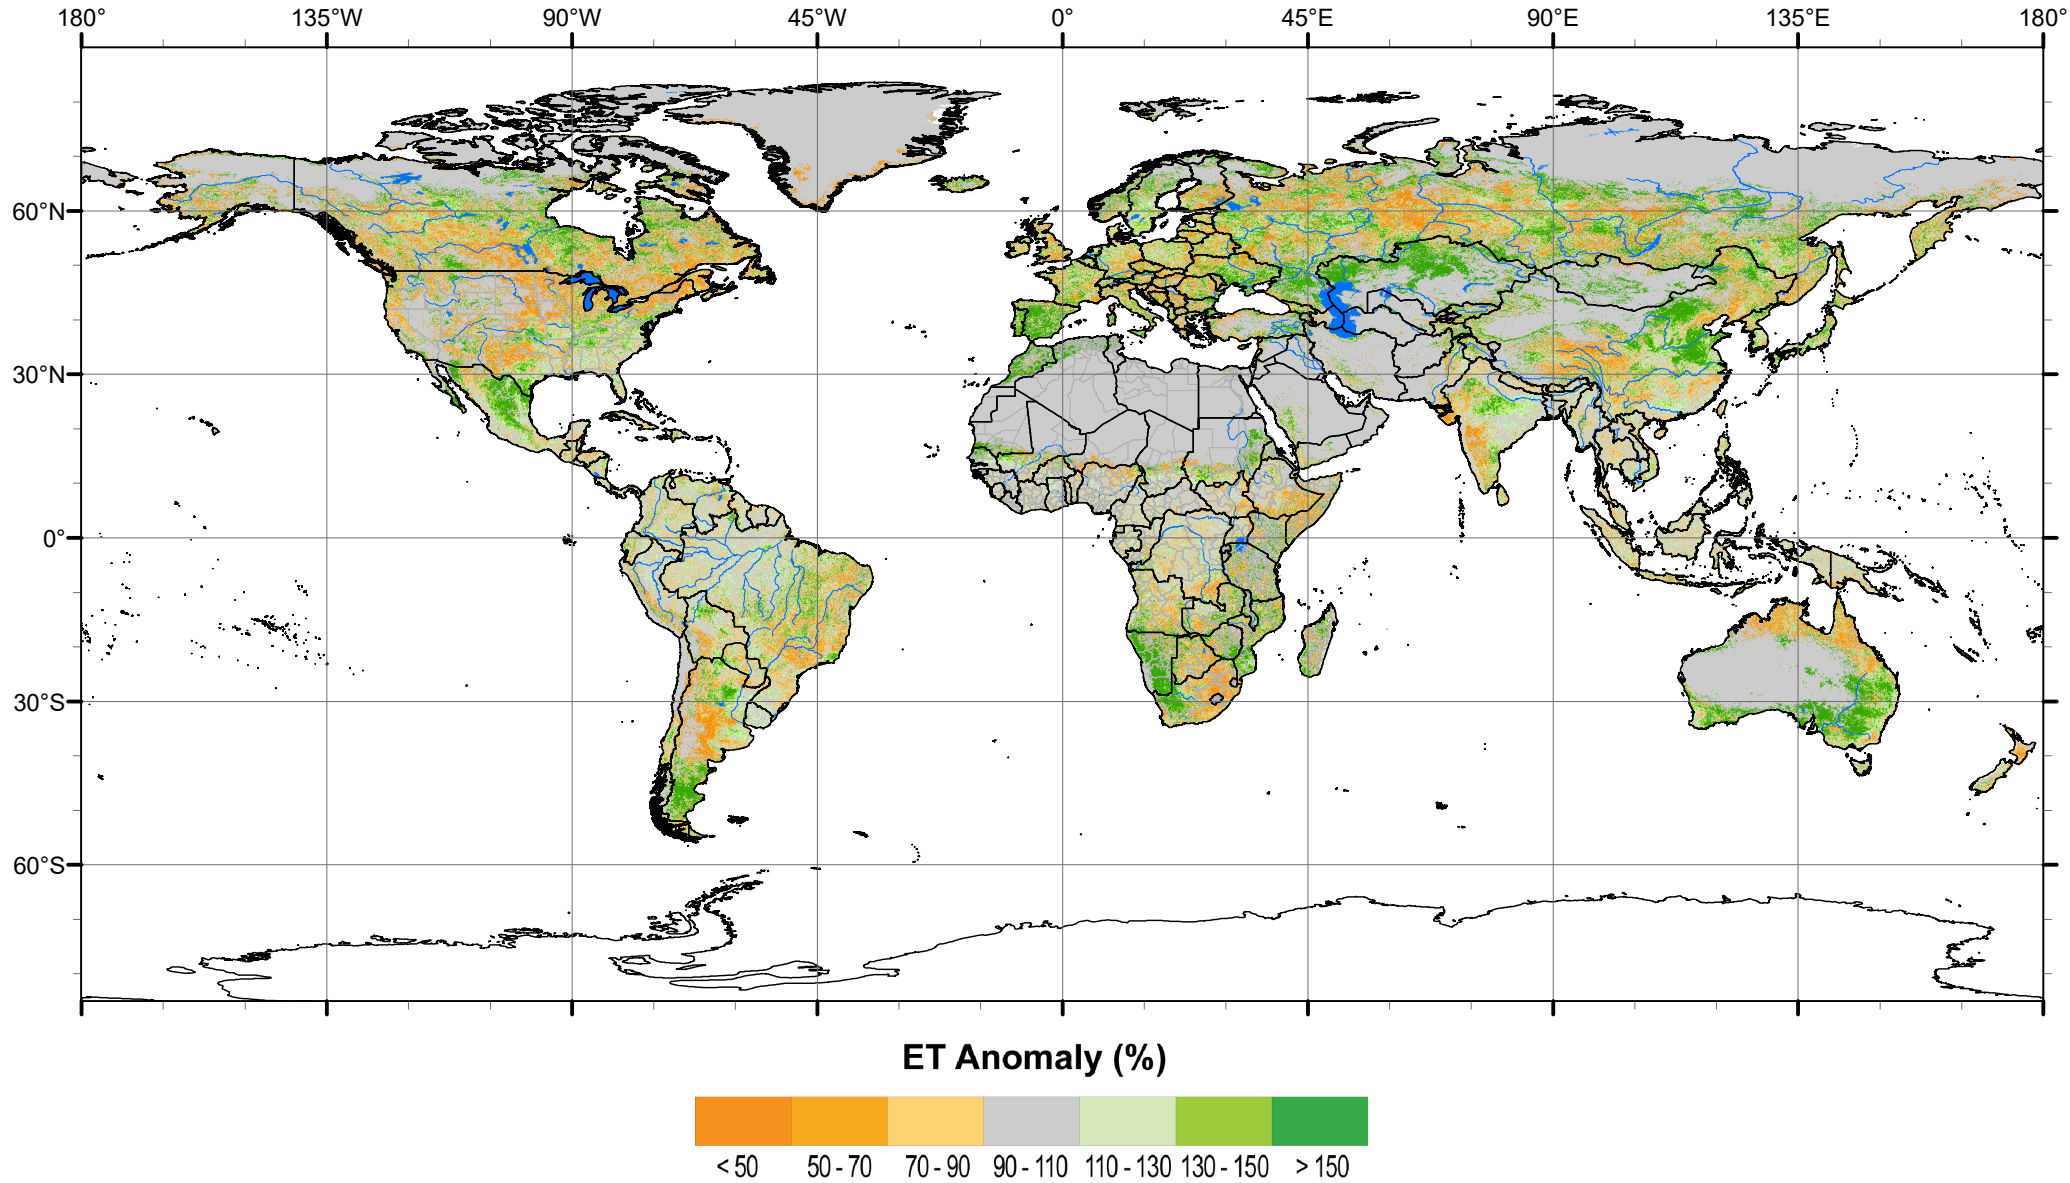 180° 135°W 90°W 45°W 0° 45°E 90°E 135°E 180°
60°N
30°N
0°
30°S
60°S
ET Anomaly (%)
< 50 50 - 70 70 - 90 90 - 110 110 - 130 130 - 150 > 150